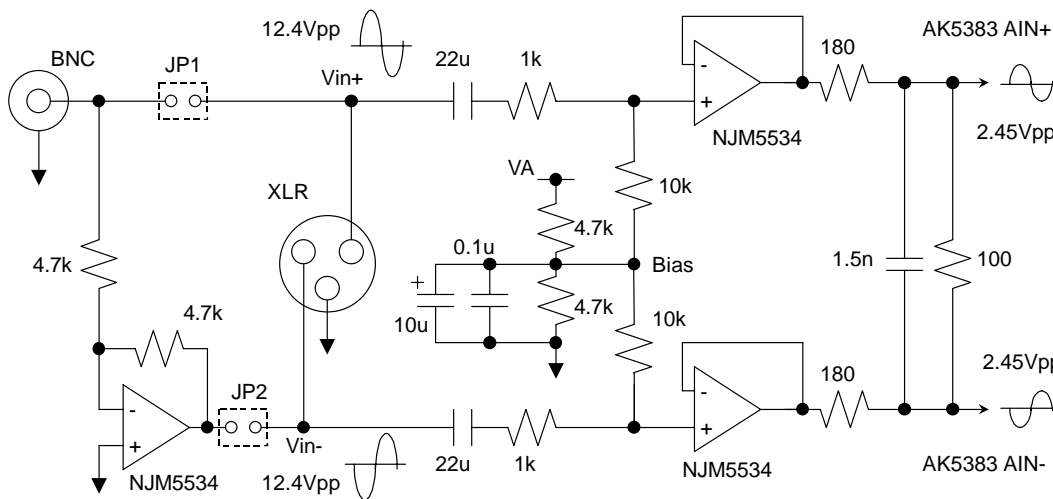 12.4Vpp
BNC
JP1
Vin+
22u
1k
-
+
NJM5534
180
AK5383 AIN+
2.45Vpp
XLR
VA
10k
4.7k
0.1u
4.7k
Bias
+
10u
4.7k
10k
1.5n
100
4.7k
-
+
NJM5534
JP2
Vin-
12.4Vpp
22u
1k
-
+
NJM5534
180
2.45Vpp
AK5383 AIN-